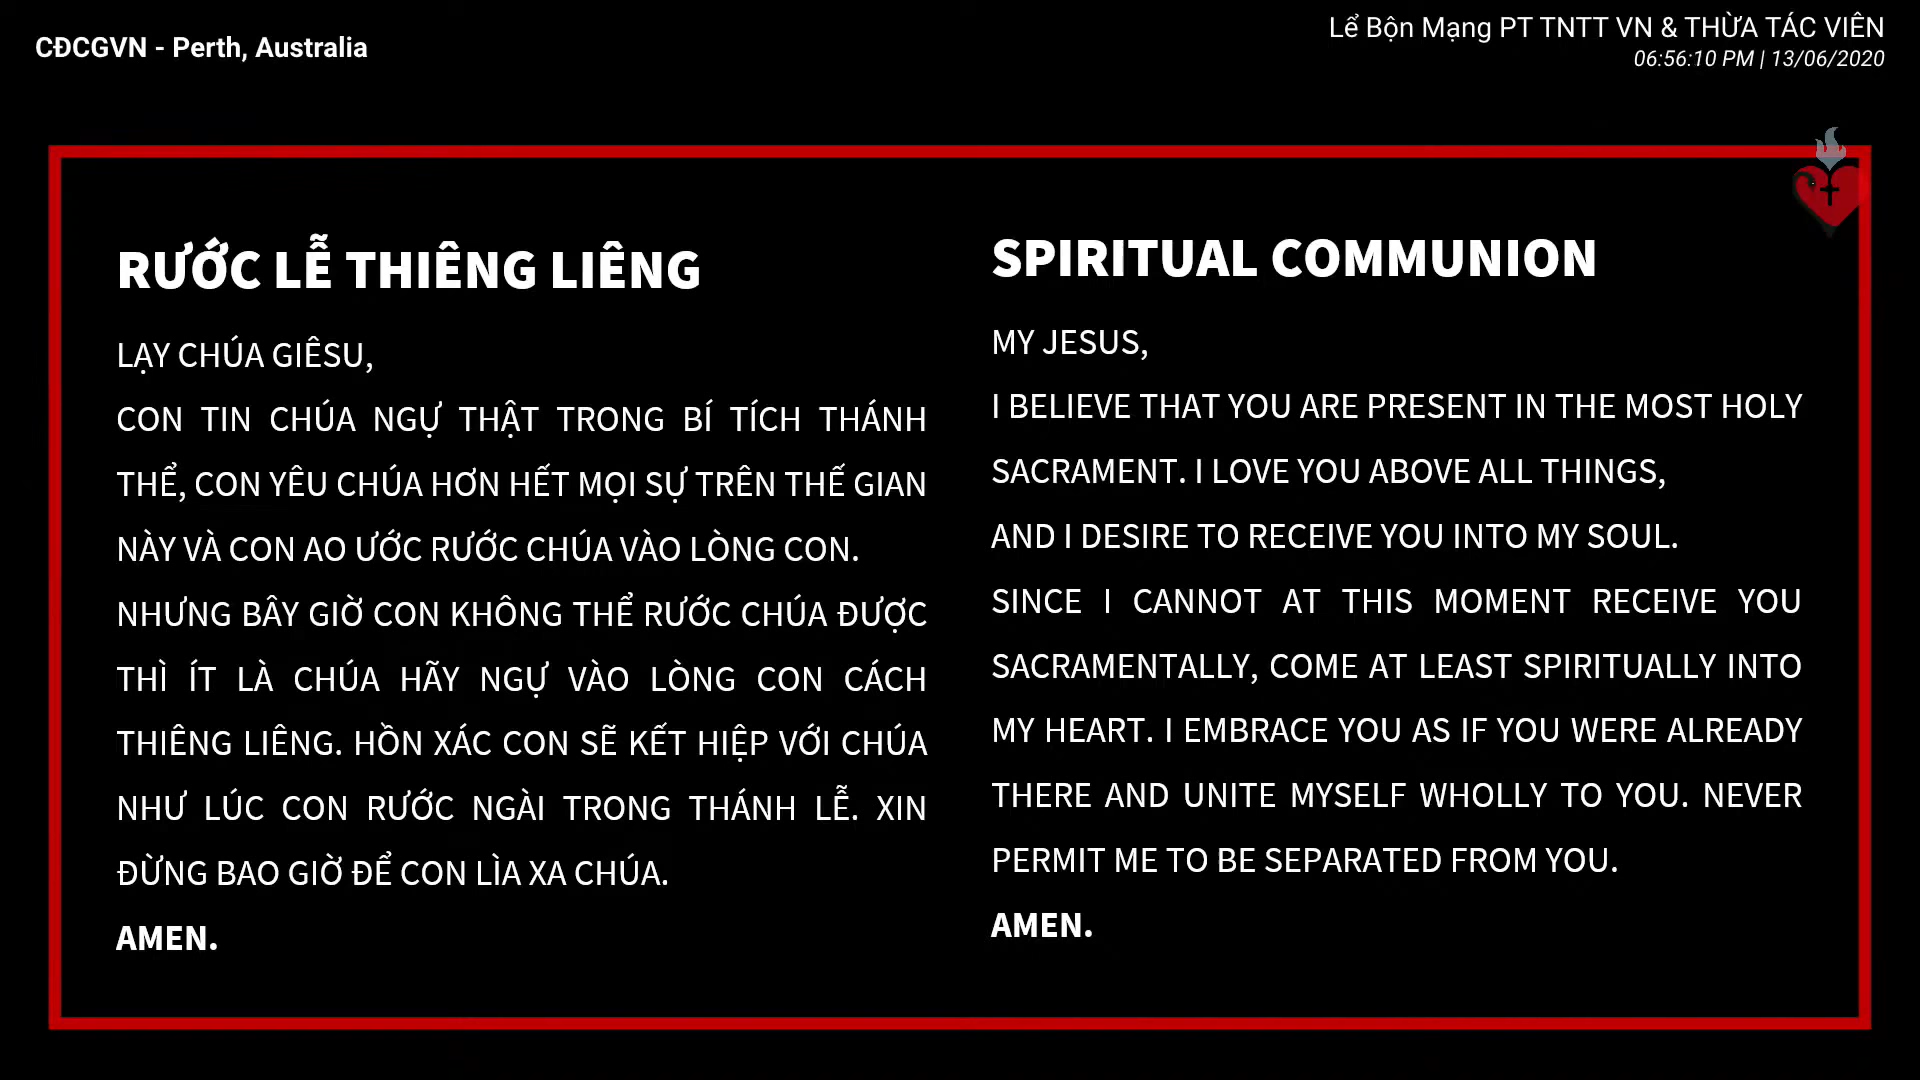 CĐCGVN - Perth, Australia
Lể Bộn Mạng PT TNTT VN & THỪA TÁC VIÊN
06:56:10 PM | 13/06/2020
RƯỚC LỄ THIÊNG LIÊNG
LẠY CHÚA GIÊSU,
CON TIN CHÚA NGỰ THẬT TRONG BÍ TÍCH THÁNH
THỂ, CON YÊU CHÚA HƠN HẾT MỌI SỰ TRÊN THẾ GIAN
NÀY VÀ CON AO ƯỚC RƯỚC CHÚA VÀO LÒNG CON.
NHƯNG BÂY GIỜ CON KHÔNG THỂ RƯỚC CHÚA ĐƯỢC
THÌ ÍT LÀ CHÚA HÃY NGỰ VÀO LÒNG CON CÁCH
THIÊNG LIÊNG. HỒN XÁC CON SẼ KẾT HIỆP VỚI CHÚA
NHƯ LÚC CON RƯỚC NGÀI TRONG THÁNH LỄ. XIN
ĐỪNG BAO GIỜ ĐỂ CON LÌA XA CHÚA.
AMEN.
SPIRITUAL COMMUNION
MY JESUS,
I BELIEVE THAT YOU ARE PRESENT IN THE MOST HOLY
SACRAMENT. I LOVE YOU ABOVE ALL THINGS,
AND I DESIRE TO RECEIVE YOU INTO MY SOUL.
SINCE I CANNOT AT THIS MOMENT RECEIVE YOU
SACRAMENTALLY, COME AT LEAST SPIRITUALLY INTO
MY HEART. I EMBRACE YOU AS IF YOU WERE ALREADY
THERE AND UNITE MYSELF WHOLLY TO YOU. NEVER
PERMIT ME TO BE SEPARATED FROM YOU.
AMEN.